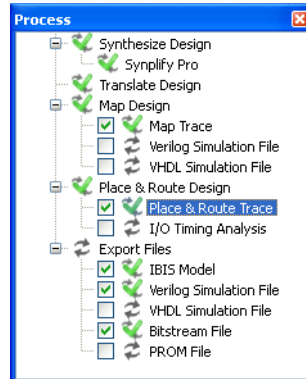 Process
Synthesize Design
Synplify Pro
Translate Design
Map Design
Map Trace
Verilog Simulation File
VHDL Simulation File
Place & Route Design
Place & Route Trace
I/O Timing Analysis
Export Files
IBIS Model
Verilog Simulation File
VHDL Simulation File
Bitstream File
PROM File